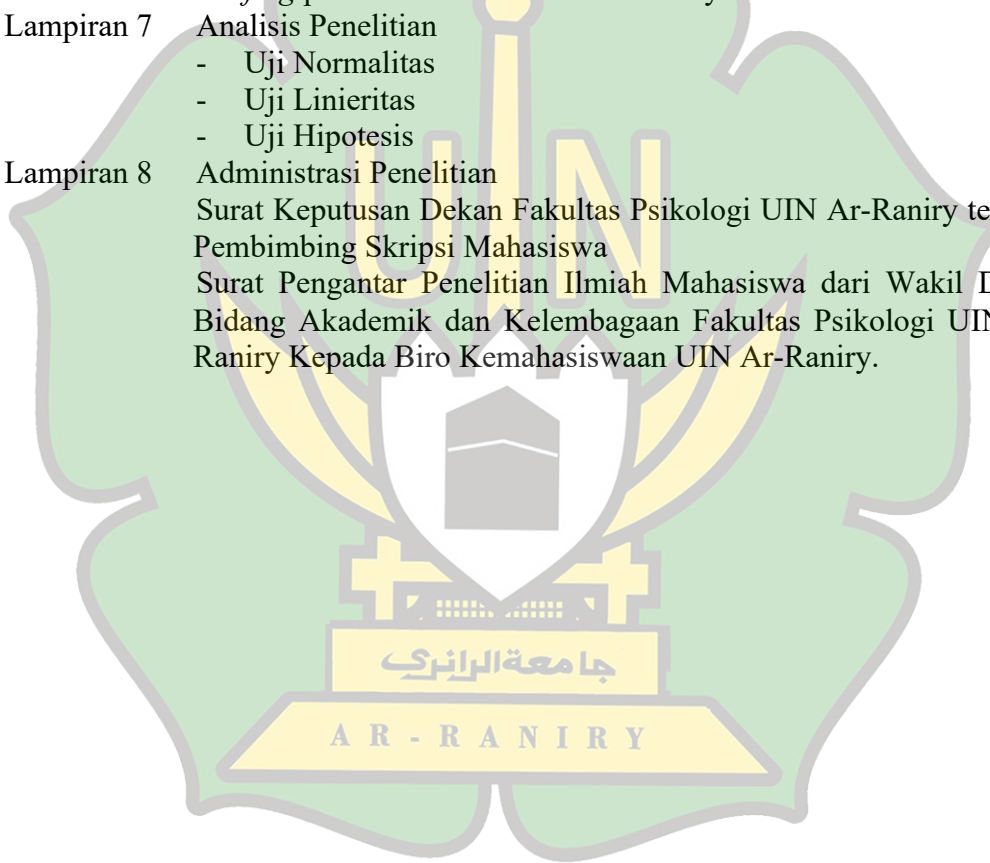 Lampiran 7 Analisis Penelitian
- Uji Normalitas
- Uji Linieritas
- Uji Hipotesis
Lampiran 8 Administrasi Penelitian
Surat Keputusan Dekan Fakultas Psikologi UIN Ar-Raniry te
Pembimbing Skripsi Mahasiswa
Surat Pengantar Penelitian Ilmiah Mahasiswa dari Wakil D
Bidang Akademik dan Kelembagaan Fakultas Psikologi UIN
Raniry Kepada Biro Kemahasiswaan UIN Ar-Raniry.
UIN
جامعة الرانري
AR-RANIRY